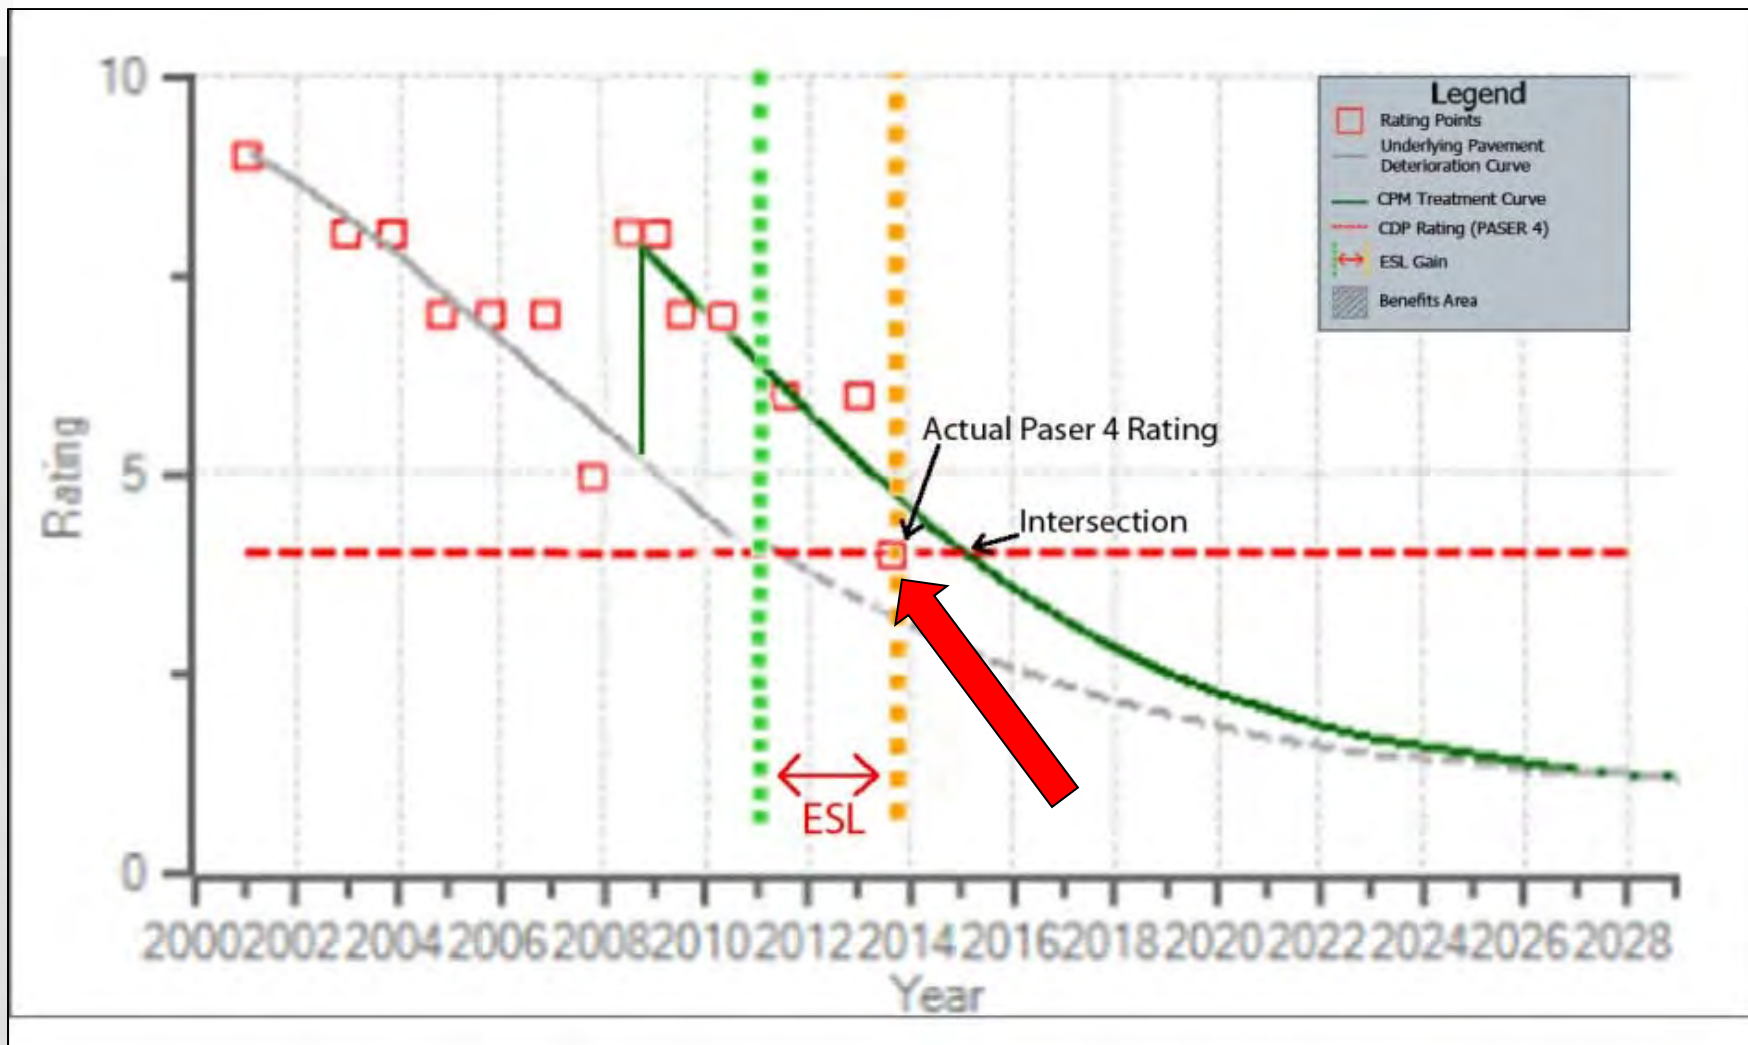 10
Legend
Rating Points
Underlying Pavement
Deterioration Curve
CPM Treatment Curve
CDP Rating (PASER 4)
ESL Gain
Benefits Area
Rating
Actual Paser 4 Rating
5
Intersection
ESL
0
2000 2002 2004 2006 2008 2010 2012 2014 2016 2018 2020 2022 2024 2026 2028
Year